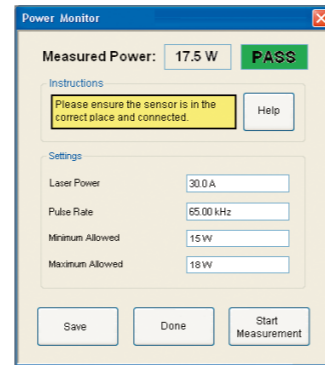 Power Monitor
Measured Power: 17.5 W PASS
Instructions
Please ensure the sensor is in the
correct place and connected.
Help
Settings
Laser Power 30.0 A
Pulse Rate 65.00 kHz
Minimum Allowed 15 W
Maximum Allowed 18 W
Save Done Start
Measurement